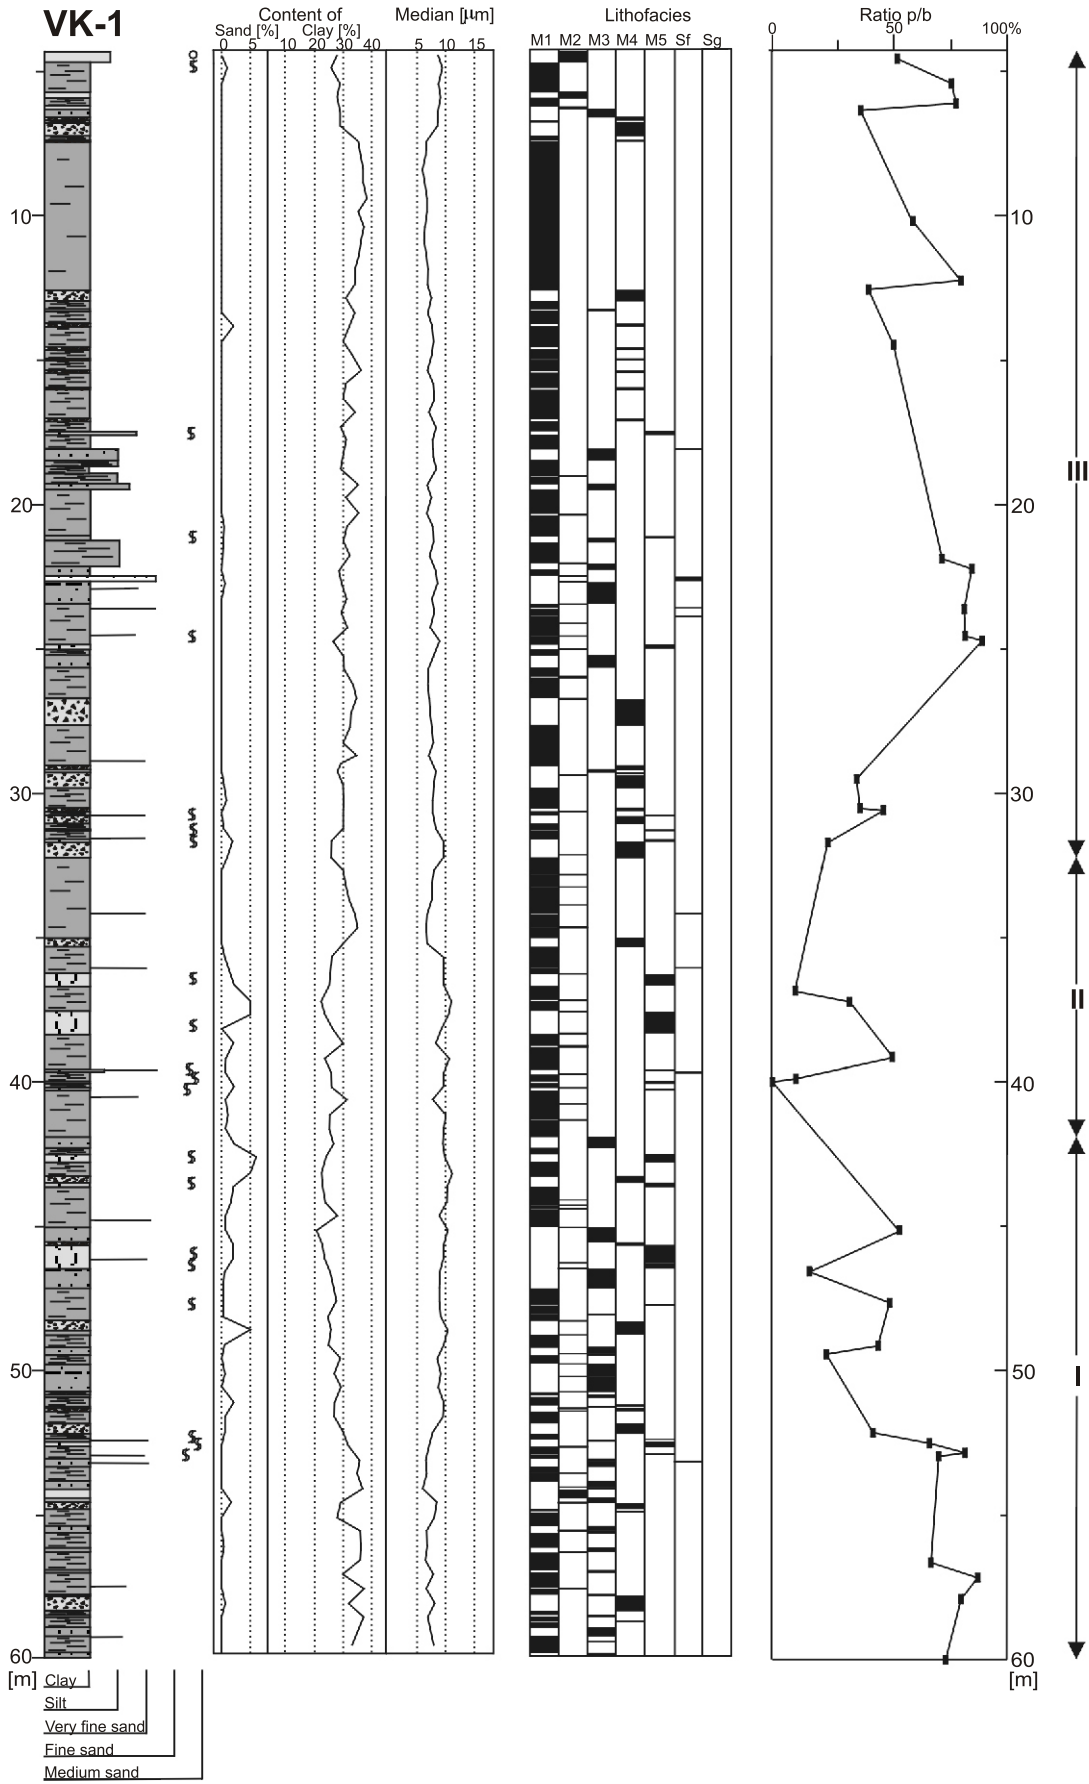 VK-1
Content of
Sand [%] Clay [%]
0 5 10 20 30 40
Median [μm]
5 10 15
Lithofacies
M1 M2 M3 M4 M5 Sf Sg
Ratio p/b
0 50 100%
10 10
III
20 20
30 30
II
40 40
50 50
I
60 60
[m] [m]
Clay
Silt
Very fine sand
Fine sand
Medium sand